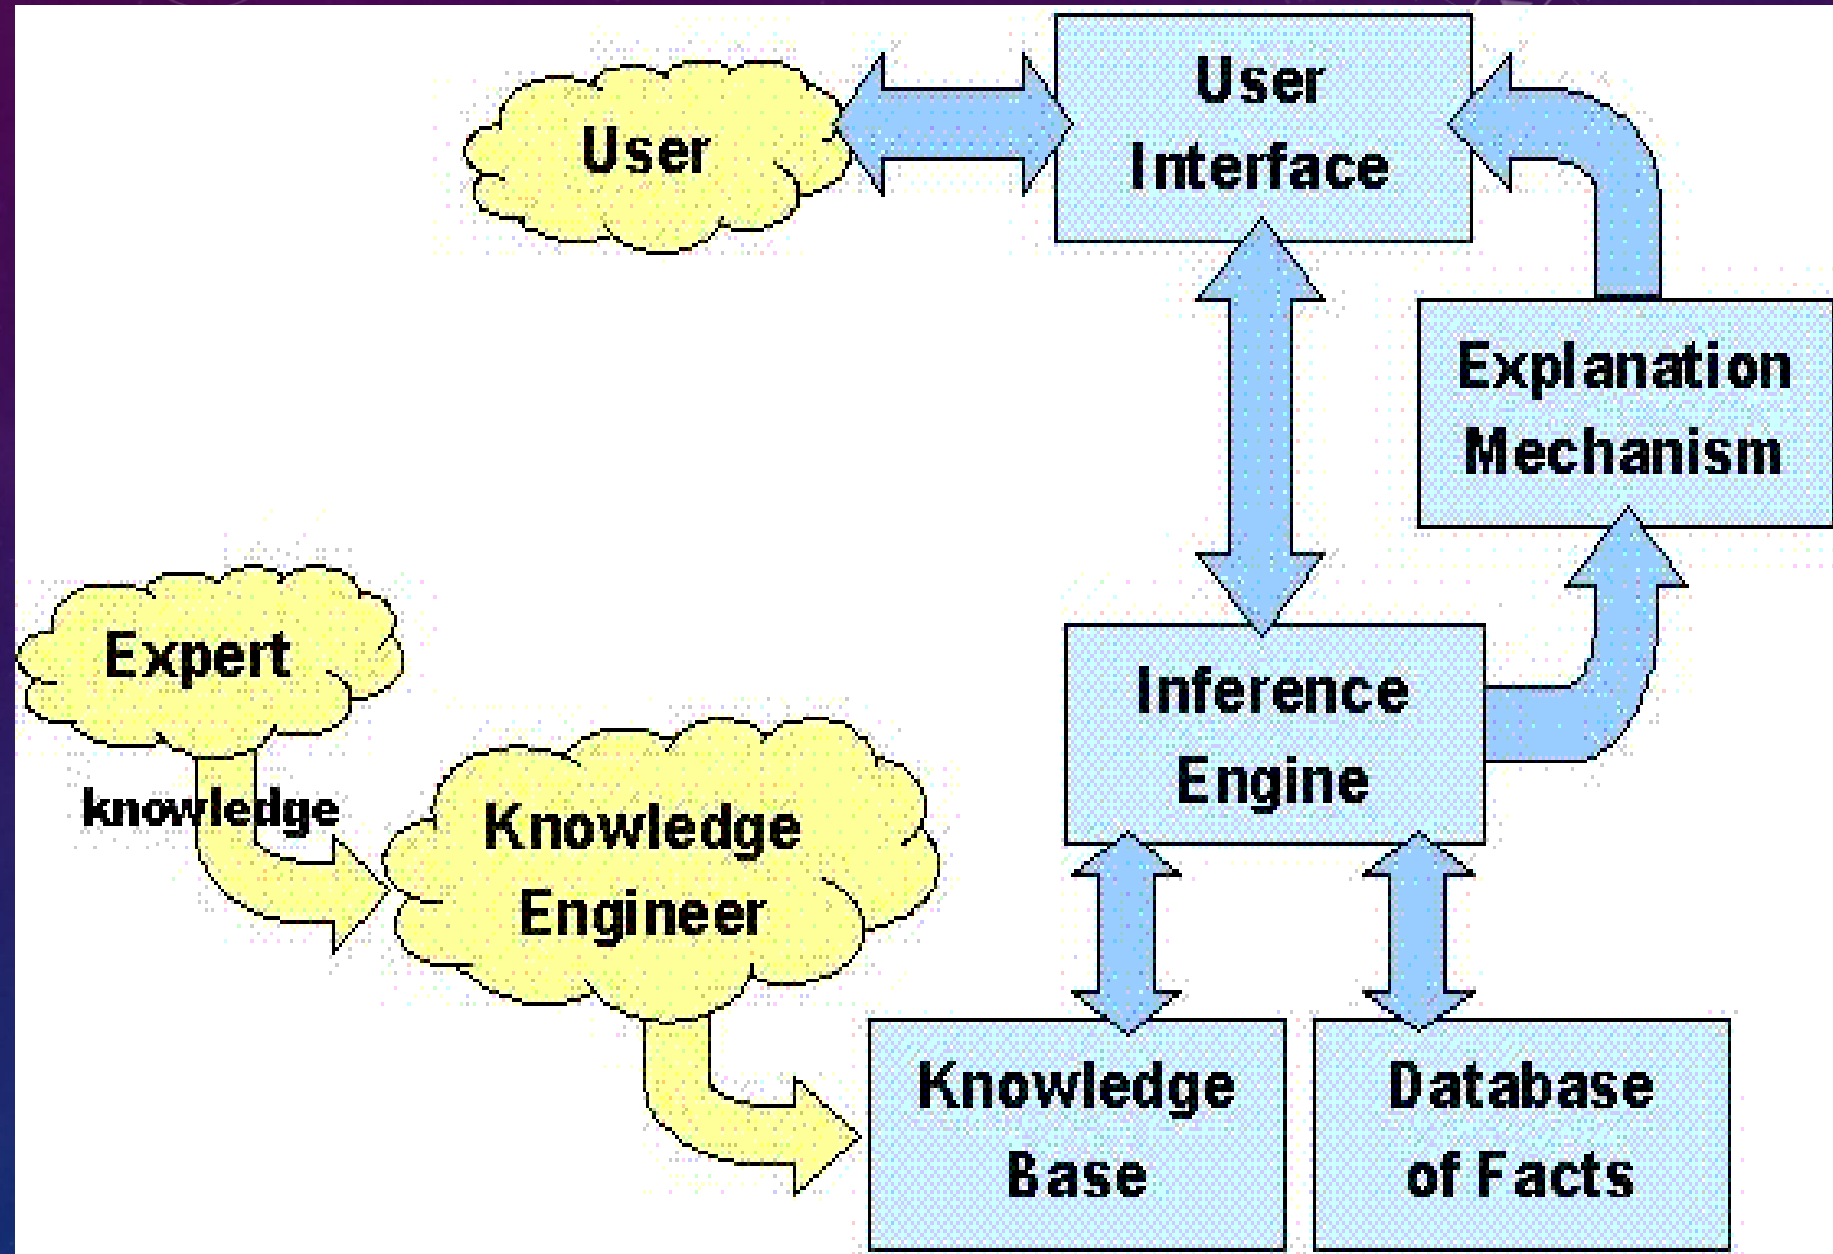 User
User
Interface
Explanation
Mechanism
Expert
Inference
Engine
knowledge
Knowledge
Engineer
Knowledge
Base
Database
of Facts